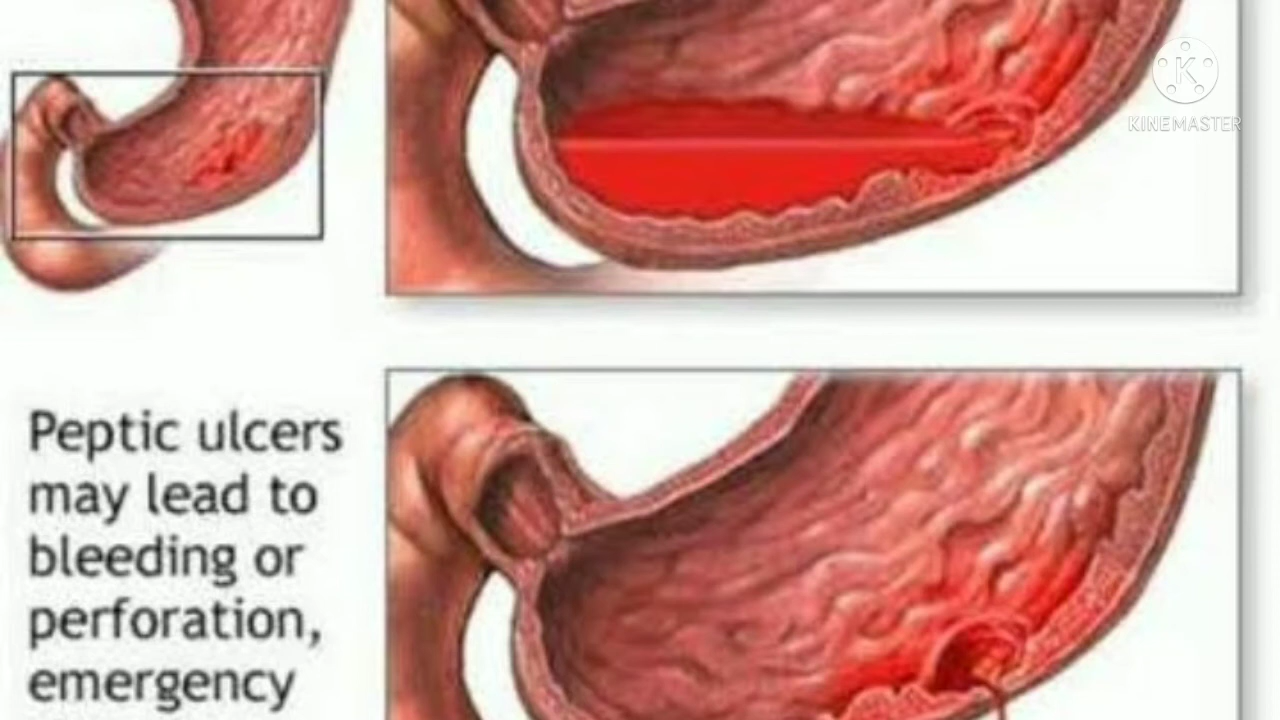 KINEMASTER
Peptic ulcers
may lead to
bleeding or
perforation,
emergency